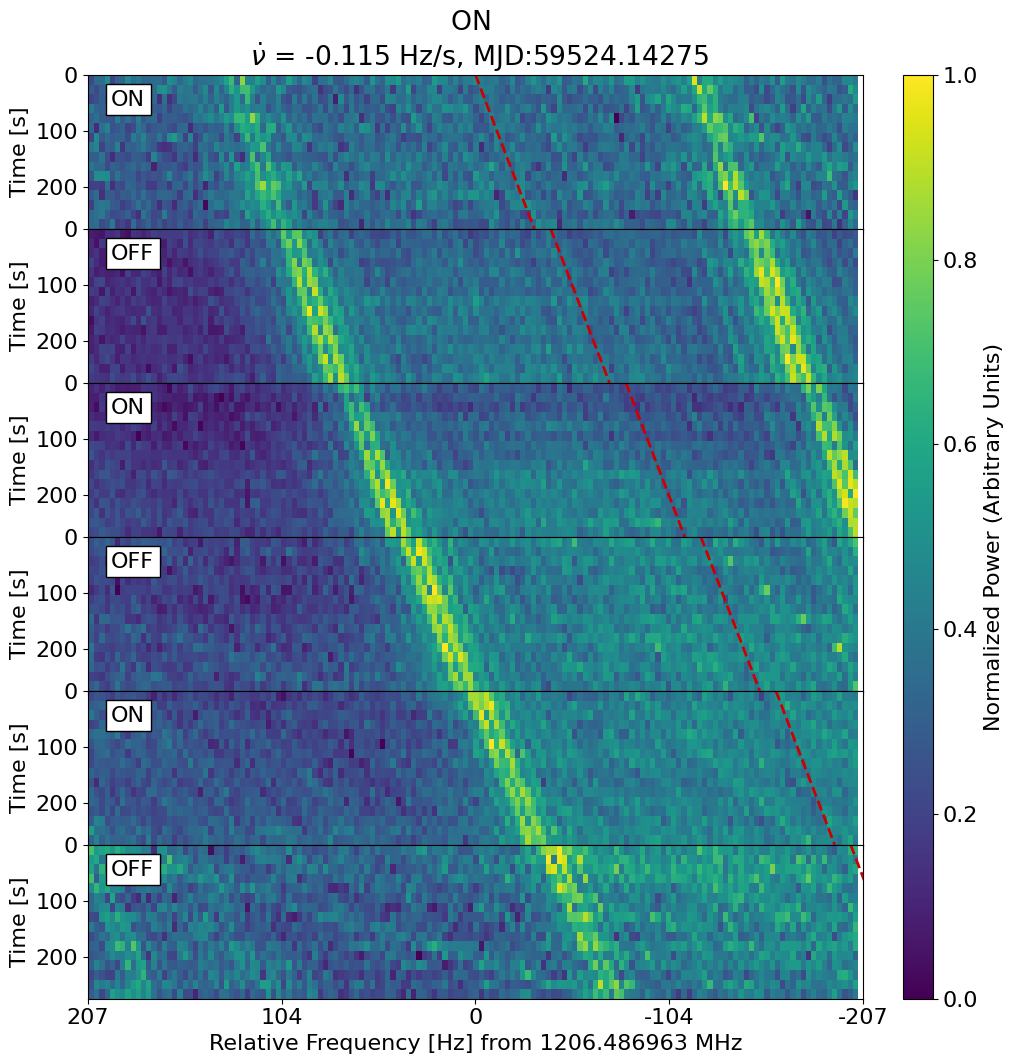 ON
ν̇ = -0.115 Hz/s, MJD:59524.14275
0
100
200
Time [s]
ON
0
100
200
Time [s]
OFF
0
100
200
Time [s]
ON
0
100
200
Time [s]
OFF
0
100
200
Time [s]
ON
0
100
200
Time [s]
OFF
207 104 0 -104 -207
Relative Frequency [Hz] from 1206.486963 MHz
1.0
0.8
0.6
0.4
0.2
0.0
Normalized Power (Arbitrary Units)